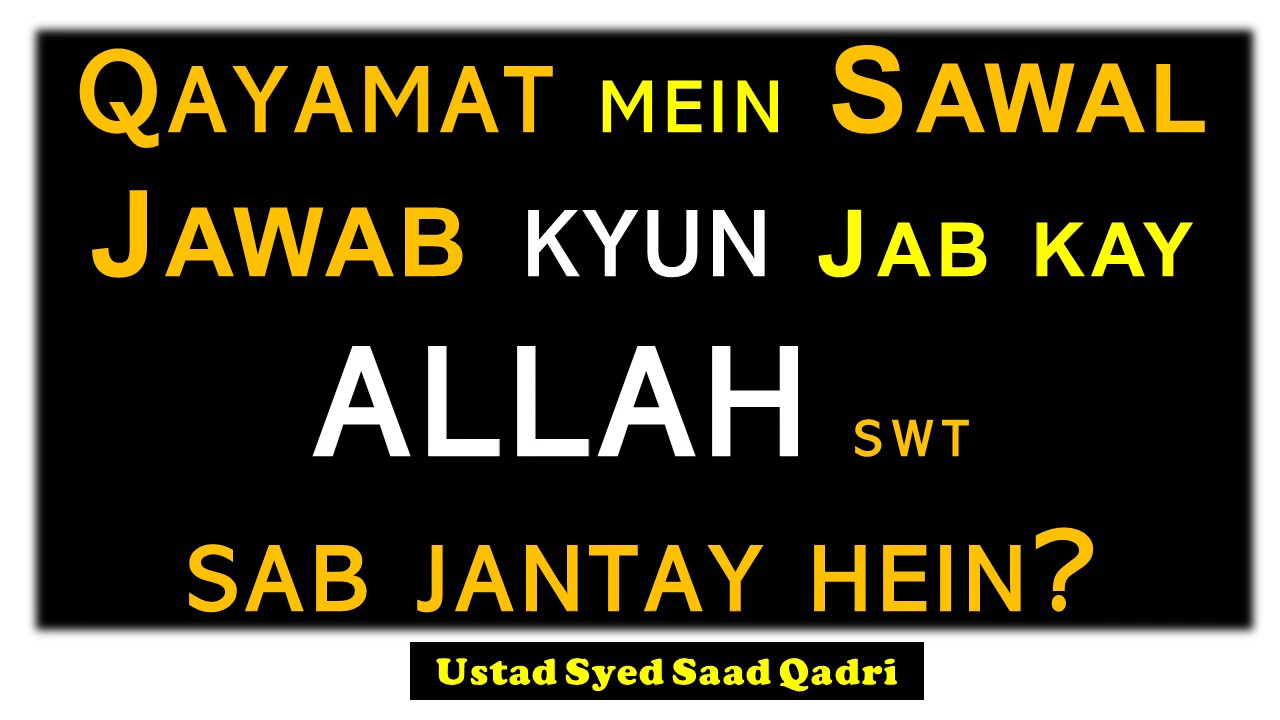 QAYAMAT MEIN SAWAL
JAWAB KYUN JAB KAY
ALLAH SWT
SAB JANTAY HEIN?
Ustad Syed Saad Qadri